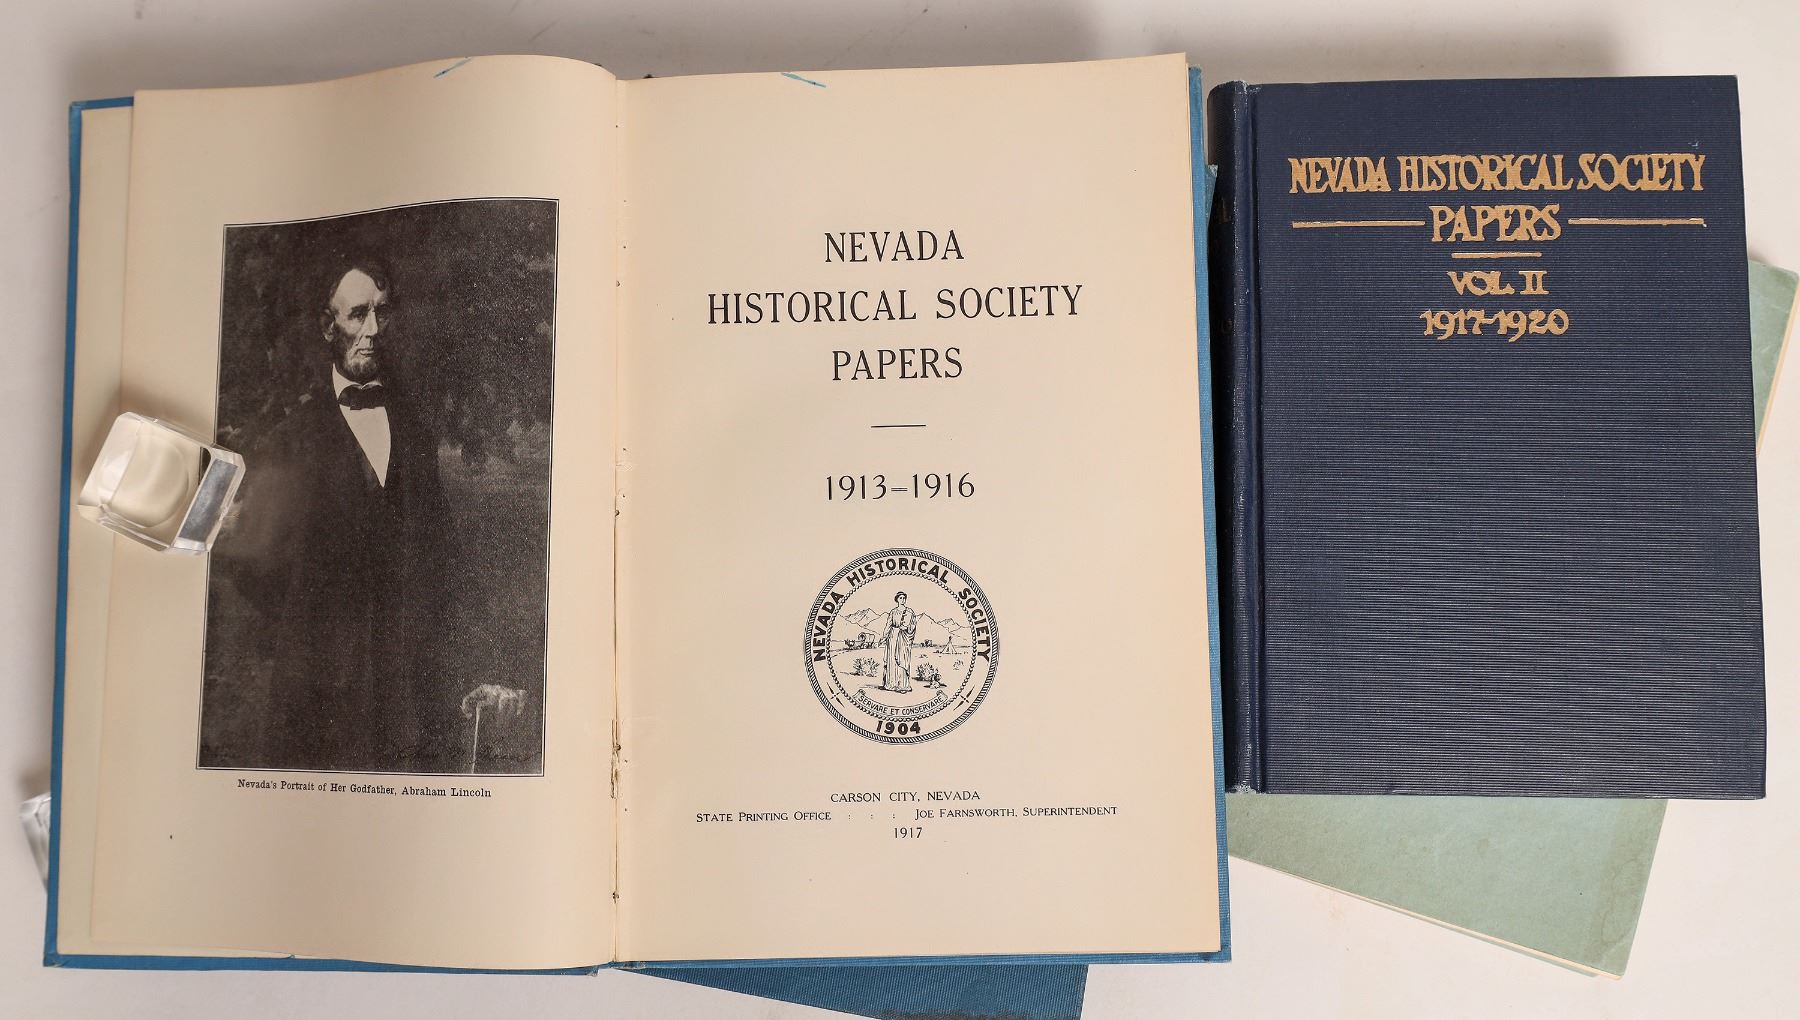 Nevada's Portrait of Her Godfather, Abraham Lincoln
NEVADA
HISTORICAL SOCIETY
PAPERS
1913=1916
NEVADA HISTORICAL SOCIETY
SERVARE ET CONSERVARE
1904
CARSON CITY, NEVADA
STATE PRINTING OFFICE : : : JOE FARNSWORTH, SUPERINTENDENT
1917
NEVADA HISTORICAL SOCIETY
PAPERS
VOL. II
1917-1920